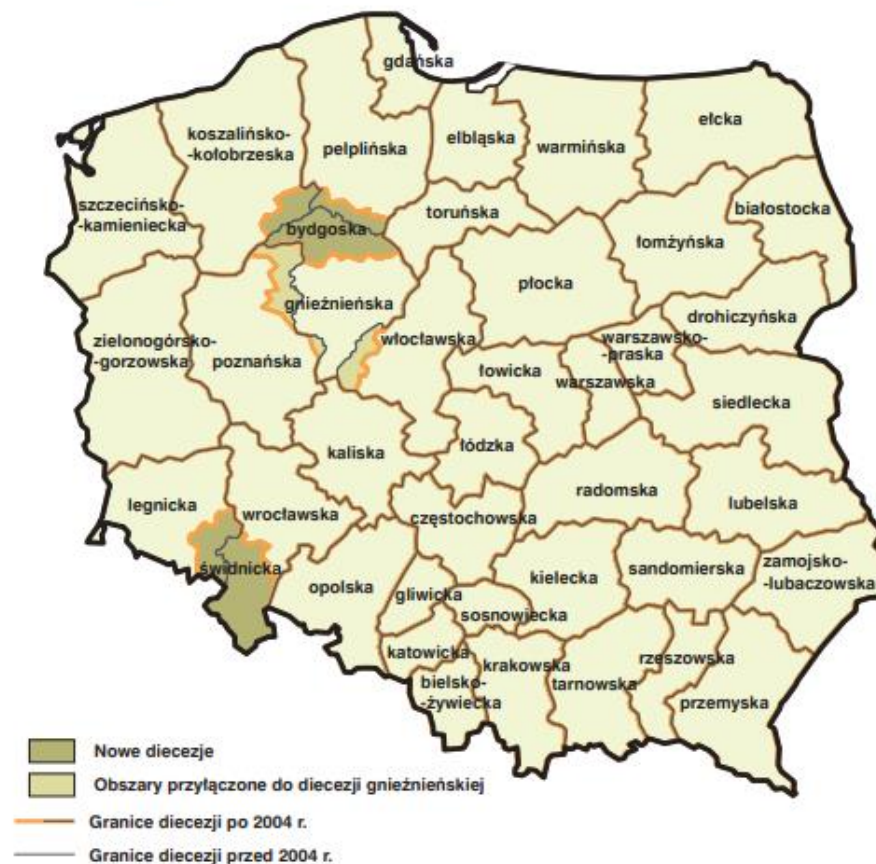 gdańska
koszalińsko-
-kołobrzeska
pelplińska
elbląska
warmińska
ełcka
szczecińsko-
-kamieniecka
bydgoska
toruńska
białostocka
łomżyńska
płocka
gnieźnieńska
drohiczyńska
zielonogórsko-
-gorzowska
poznańska
włocławska
warszawsko-
-praska
łowicka
warszawska
siedlecka
kaliska
łódzka
legnicka
wrocławska
częstochowska
radomska
lubelska
świdnicka
opolska
gliwicka
sosnowiecka
kielecka
sandomierska
zamojsko-
-lubaczowska
katowicka
bielsko-
-żywiecka
krakowska
tarnowska
rzeszowska
przemyska
Nowe diecezje
Obszary przyłączone do diecezji gnieźnieńskiej
Granice diecezji po 2004 r.
Granice diecezji przed 2004 r.